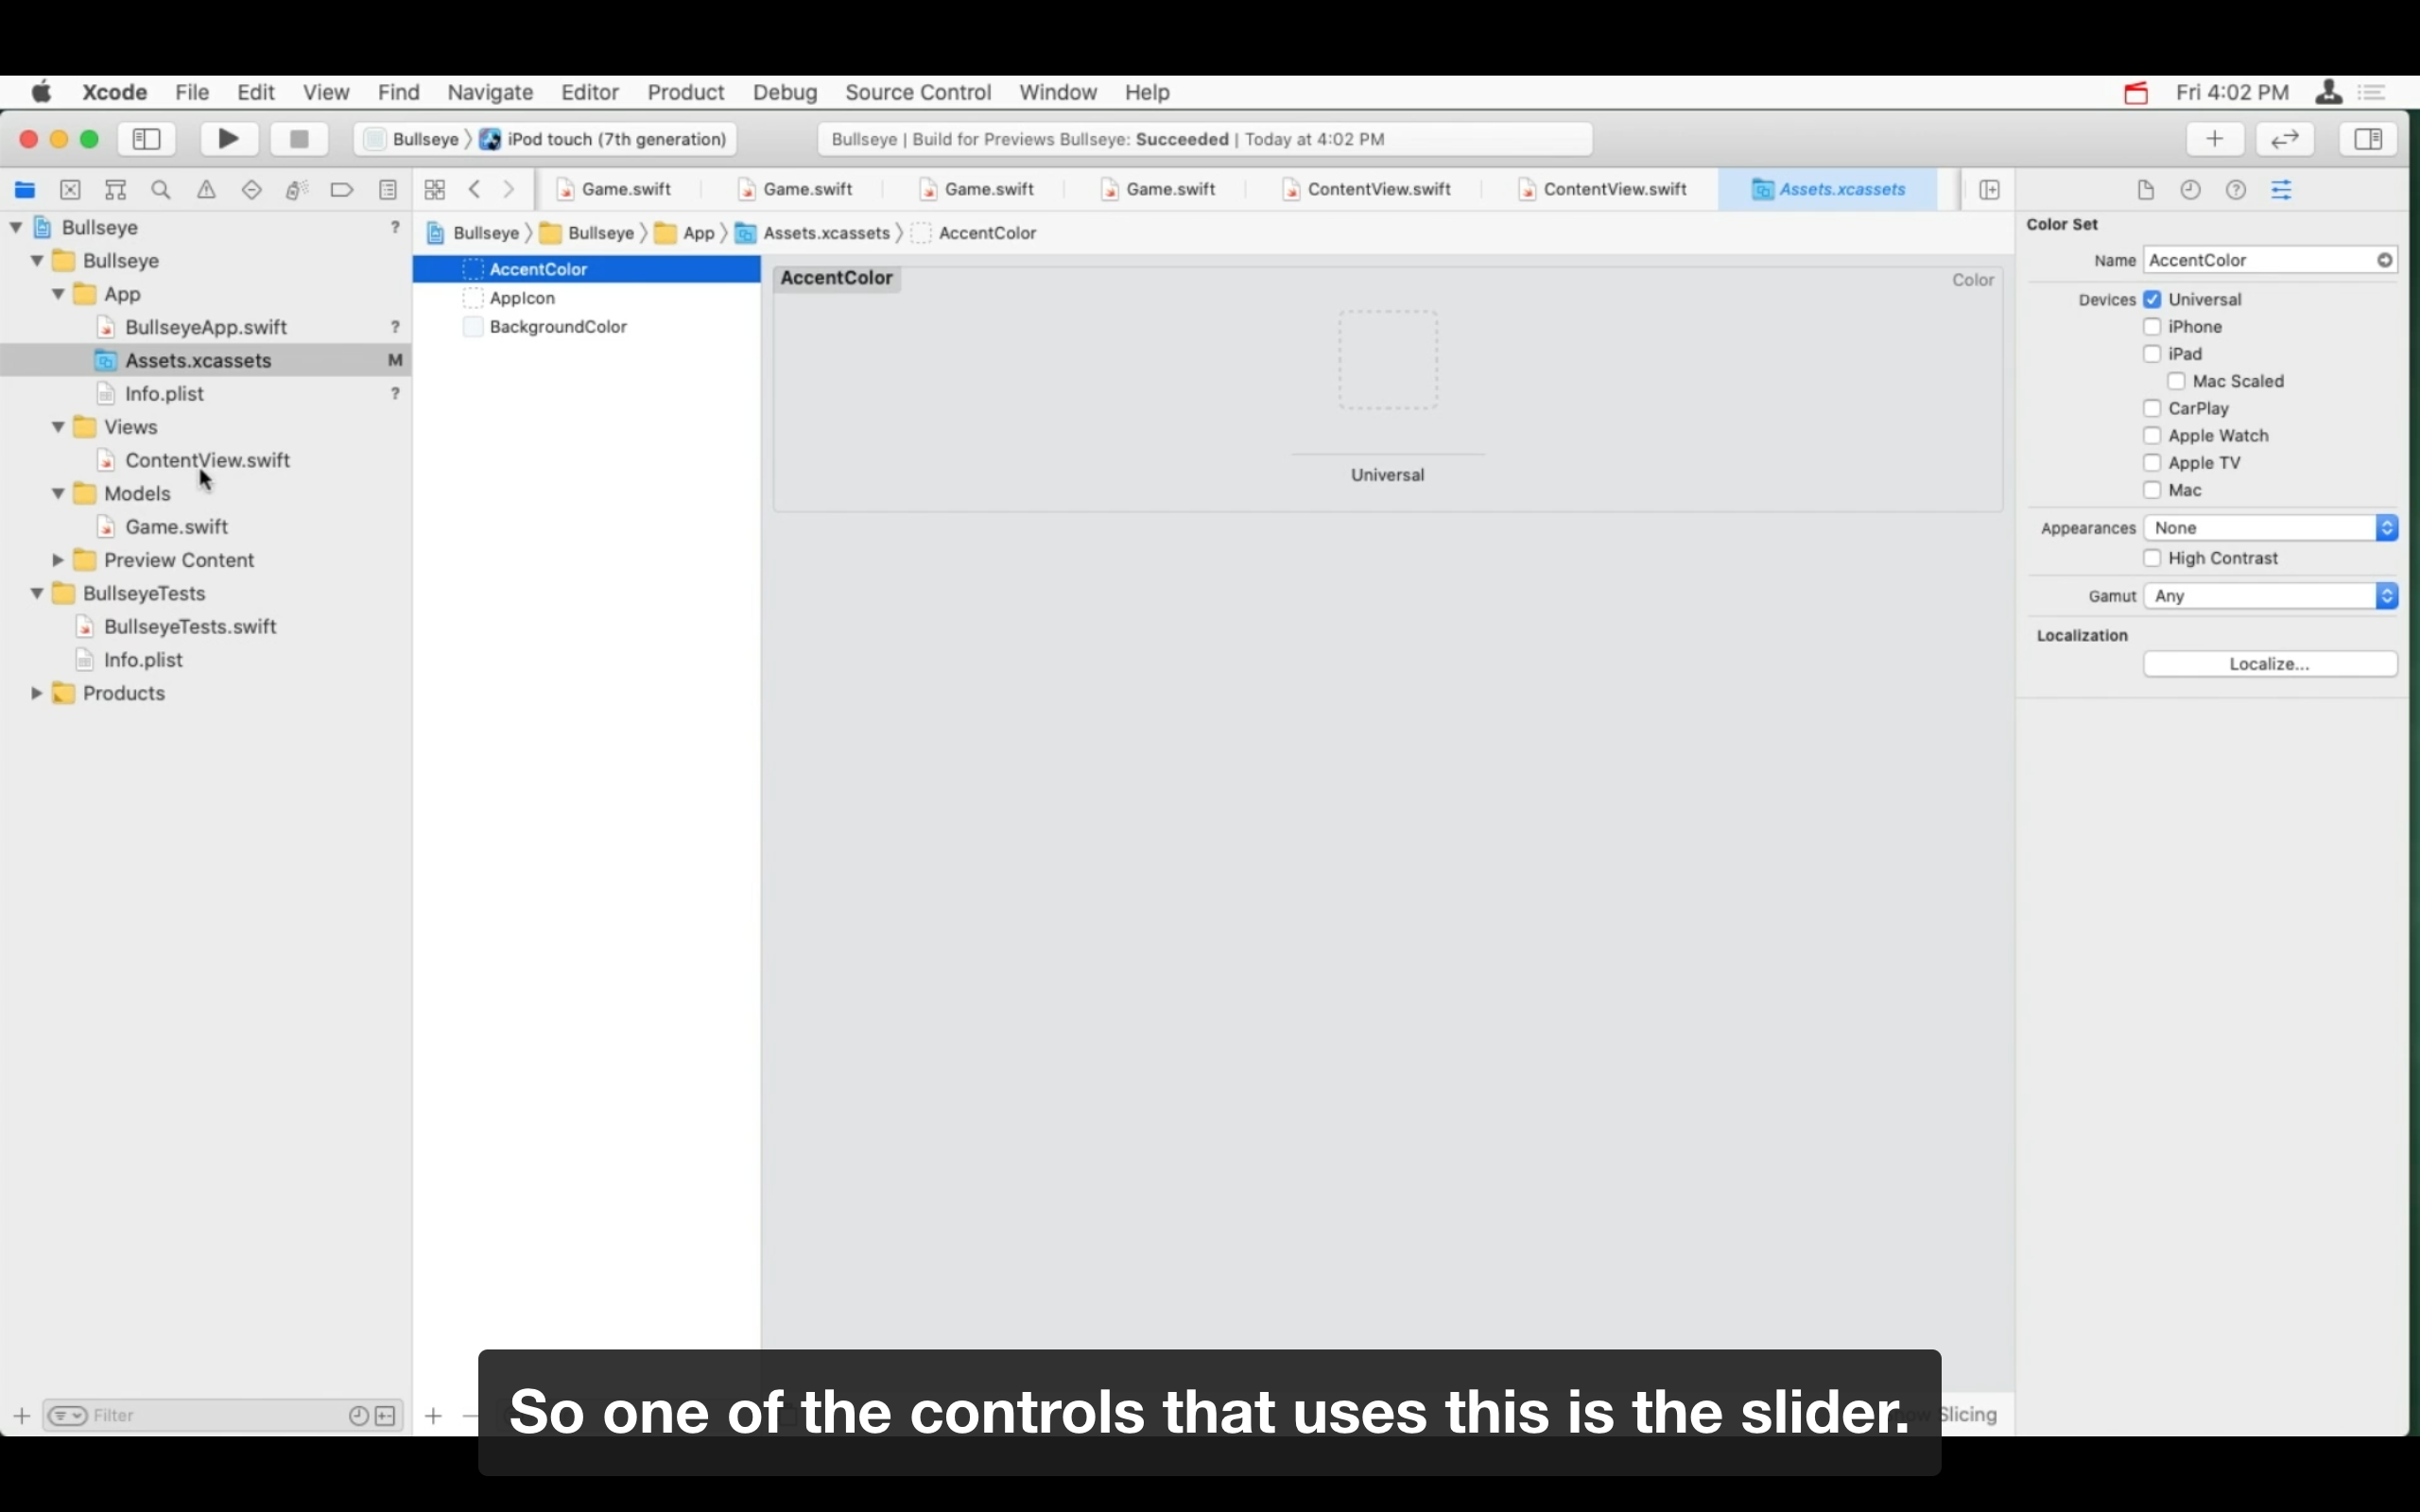 Xcode File Edit View Find Navigate Editor Product Debug Source Control Window Help Fri 4:02 PM
Bullseye iPod touch (7th generation) Bullseye | Build for Previews Bullseye: Succeeded | Today at 4:02 PM
Game.swift Game.swift Game.swift Game.swift ContentView.swift ContentView.swift Assets.xcassets
Bullseye ?
Bullseye
App
BullseyeApp.swift ?
Assets.xcassets M
Info.plist ?
Views
ContentView.swift
Models
Game.swift
Preview Content
BullseyeTests
BullseyeTests.swift
Info.plist
Products
Filter
Bullseye Bullseye App Assets.xcassets AccentColor
AccentColor
AppIcon
BackgroundColor
AccentColor Color
Universal
Color Set
Name AccentColor
Devices Universal
iPhone
iPad
Mac Scaled
CarPlay
Apple Watch
Apple TV
Mac
Appearances None
High Contrast
Gamut Any
Localization
Localize...
Slicing
So one of the controls that uses this is the slider.